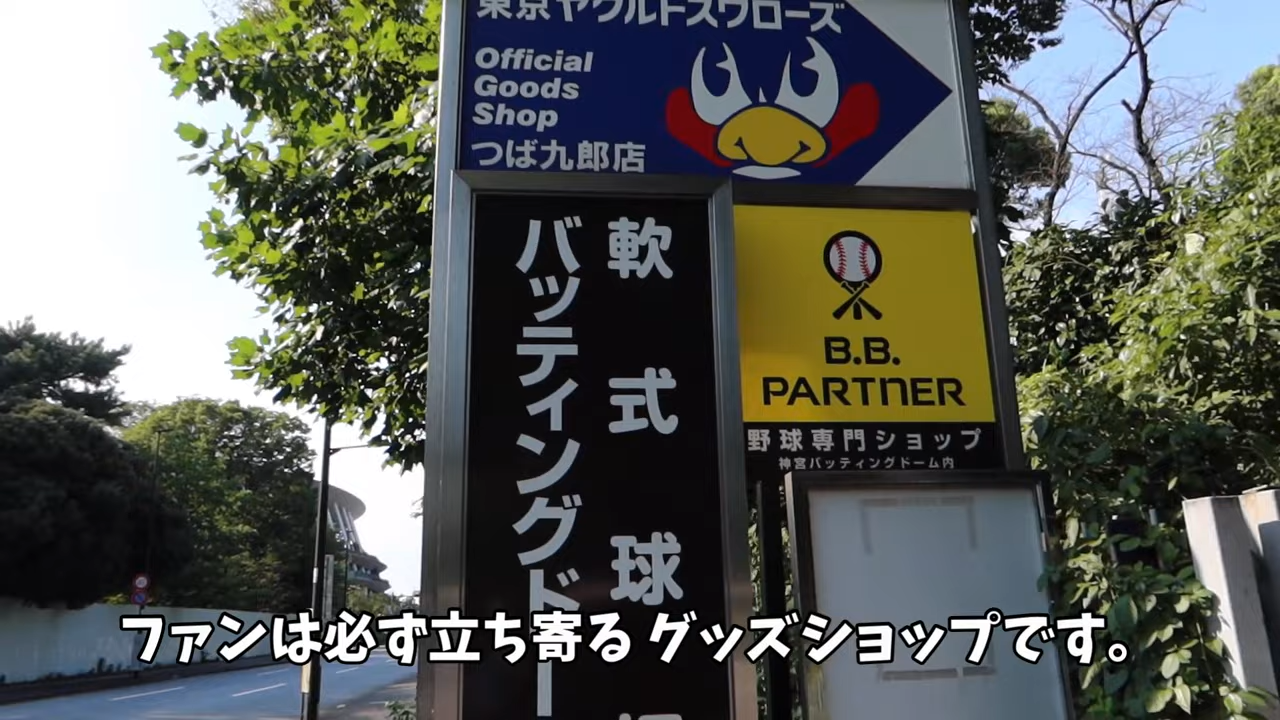 東京ヤクルトスワローズ
Official
Goods
Shop
つば九郎店
軟式球
バッティングドー
B.B.
PARTNER
野球専門ショップ
神宮バッティングドーム内
ファンは必ず立ち寄る グッズショップです。